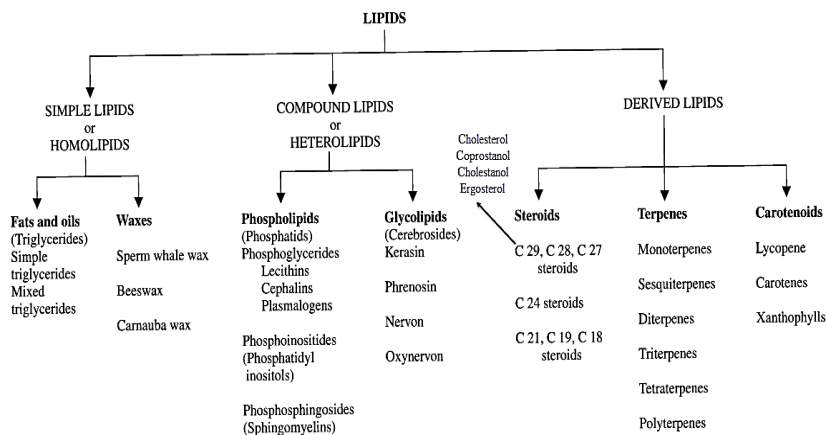 LIPIDS
SIMPLE LIPIDS
or
HOMOLIPIDS
COMPOUND LIPIDS
or
HETEROLIPIDS
DERIVED LIPIDS
Cholesterol
Coprostanol
Cholestanol
Ergosterol
Fats and oils
(Triglycerides)
Simple
triglycerides
Mixed
triglycerides
Waxes
Sperm whale wax
Beeswax
Carnauba wax
Phospholipids
(Phosphatids)
Phosphoglycerides
Lecithins
Cephalins
Plasmalogens
Phosphoinositides
(Phosphatidyl
inositols)
Phosphosphingosides
(Sphingomyelins)
Glycolipids
(Cerebrosides)
Kerasin
Phrenosin
Nervon
Oxynervon
Steroids
C 29, C 28, C 27
steroids
C 24 steroids
C 21, C 19, C 18
steroids
Terpenes
Monoterpenes
Sesquiterpenes
Diterpenes
Triterpenes
Tetraterpenes
Polyterpenes
Carotenoids
Lycopene
Carotenes
Xanthophylls